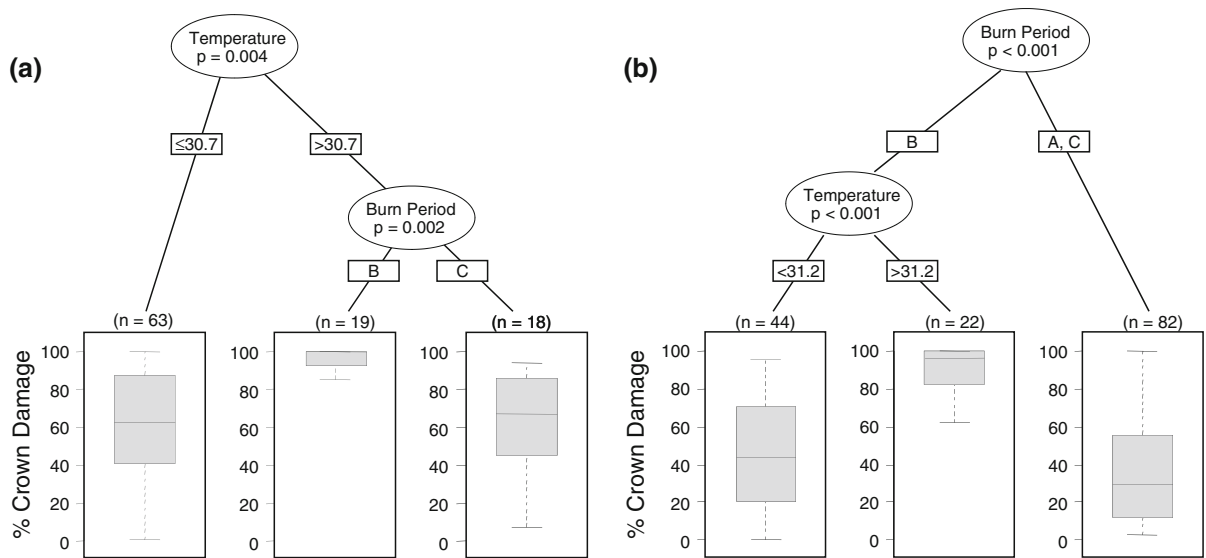 (a)
Temperature
p = 0.004
≤30.7
>30.7
Burn Period
p = 0.002
B
C
(n = 63)
(n = 19)
(n = 18)
% Crown Damage
100
80
60
40
20
0
100
80
60
40
20
0
100
80
60
40
20
0
(b)
Burn Period
p < 0.001
B
A, C
Temperature
p < 0.001
<31.2
>31.2
(n = 44)
(n = 22)
(n = 82)
% Crown Damage
100
80
60
40
20
0
100
80
60
40
20
0
100
80
60
40
20
0